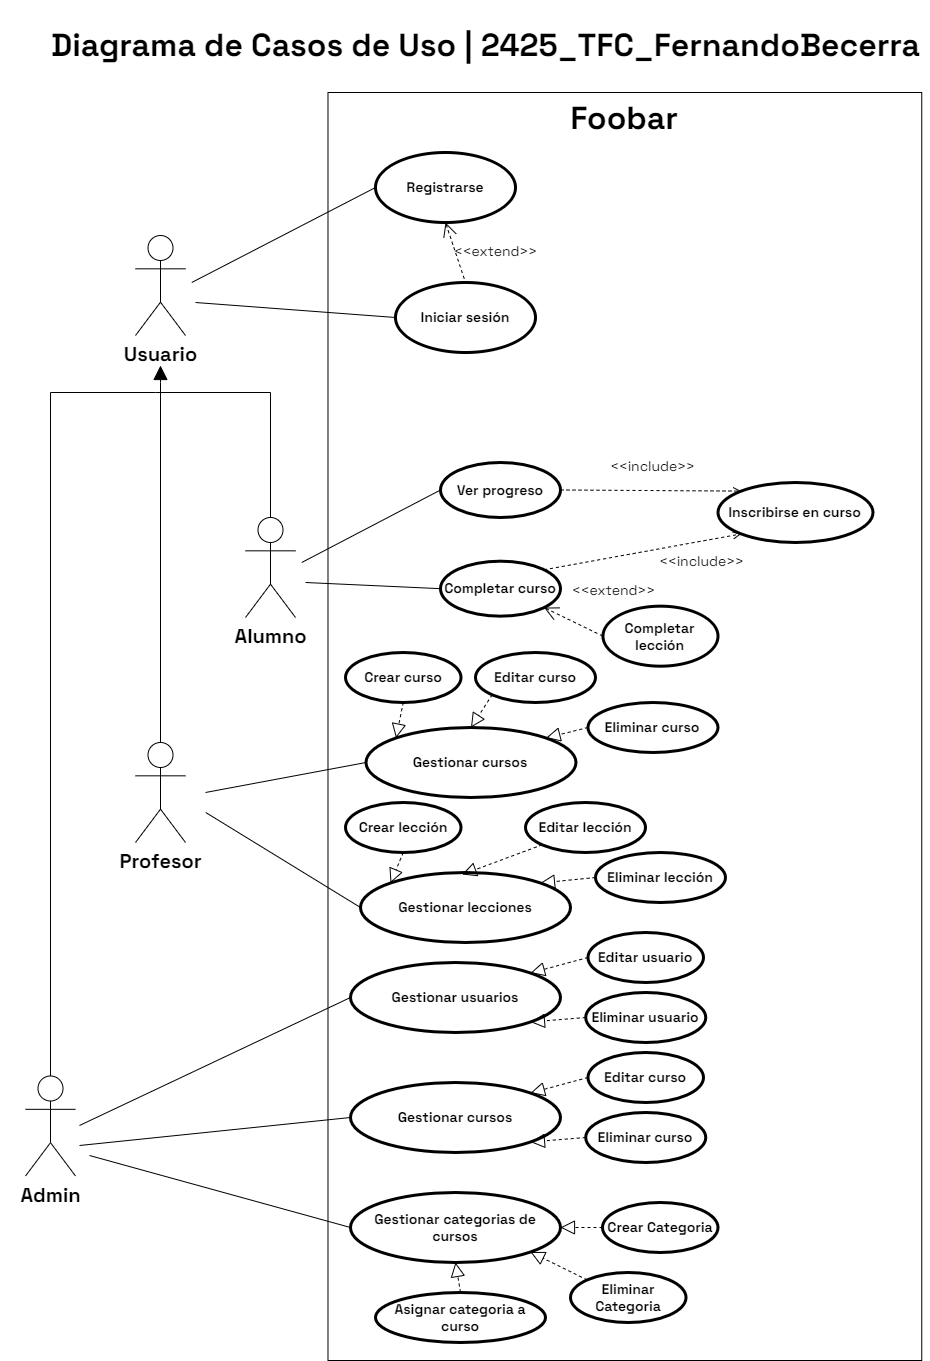 Diagrama de Casos de Uso | 2425_TFC_FernandoBecerra
Foobar
Registrarse
<<extend>>
Iniciar sesión
Usuario
<<include>>
Ver progreso
Inscribirse en curso
<<include>>
Completar curso
<<extend>>
Completar
lección
Alumno
Crear curso
Editar curso
Eliminar curso
Gestionar cursos
Crear lección
Editar lección
Profesor
Eliminar lección
Gestionar lecciones
Editar usuario
Gestionar usuarios
Eliminar usuario
Editar curso
Gestionar cursos
Eliminar curso
Admin
Gestionar categorias de
cursos
Crear Categoria
Eliminar
Categoria
Asignar categoria a
curso